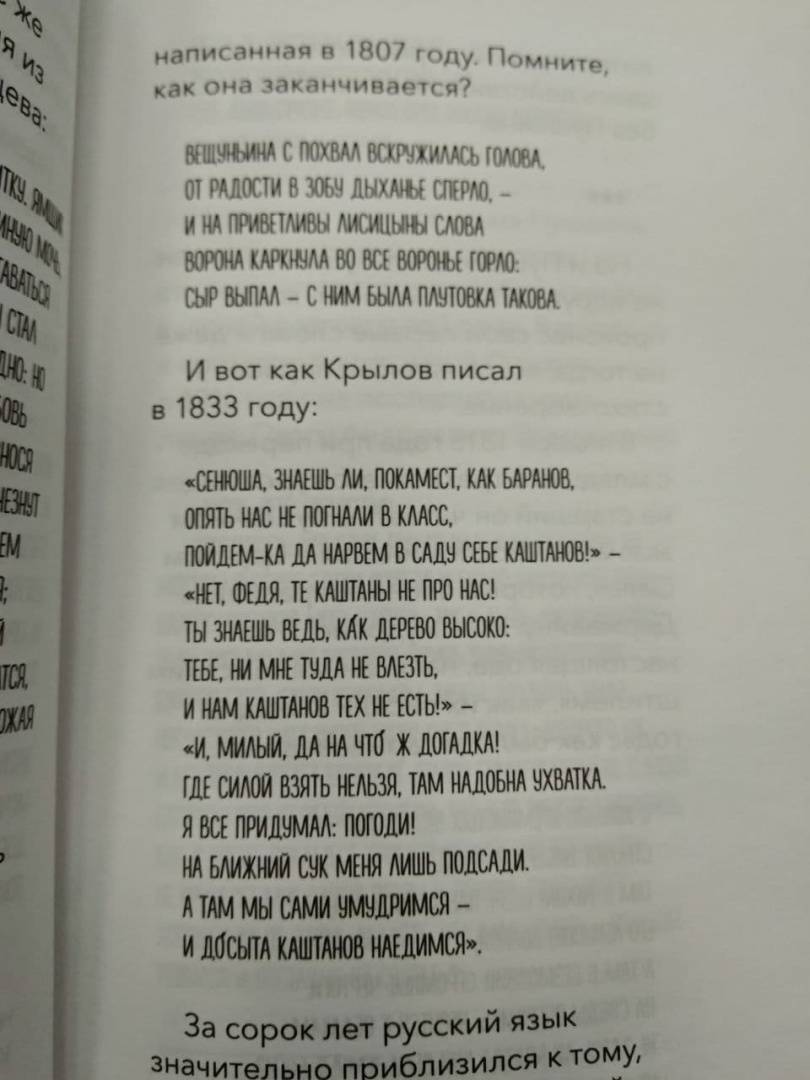 же
я из
цева:
написанная в 1807 году. Помните,
как она заканчивается?
ВЕЩУНЬИНА С ПОХВАЛ ВСКРУЖИЛАСЬ ГОЛОВА,
ОТ РАДОСТИ В ЗОБУ ДЫХАНЬЕ СПЕРЛО, –
И НА ПРИВЕТЛИВЫ ЛИСИЦЫНЫ СЛОВА
ВОРОНА КАРКНУЛА ВО ВСЕ ВОРОНЬЕ ГОРЛО:
СЫР ВЫПАЛ – С НИМ БЫЛА ПЛУТОВКА ТАКОВА.
И вот как Крылов писал
в 1833 году:
«СЕНЮША, ЗНАЕШЬ ЛИ, ПОКАМЕСТ, КАК БАРАНОВ,
ОПЯТЬ НАС НЕ ПОГНАЛИ В КЛАСС,
ПОЙДЕМ-КА ДА НАРВЕМ В САДУ СЕБЕ КАШТАНОВ!» –
«НЕТ, ФЕДЯ, ТЕ КАШТАНЫ НЕ ПРО НАС!
ТЫ ЗНАЕШЬ ВЕДЬ, КА́К ДЕРЕВО ВЫСОКО:
ТЕБЕ, НИ МНЕ ТУДА НЕ ВЛЕЗТЬ,
И НАМ КАШТАНОВ ТЕХ НЕ ЕСТЬ!» –
«И, МИЛЫЙ, ДА НА ЧТО́ Ж ДОГАДКА!
ГДЕ СИЛОЙ ВЗЯТЬ НЕЛЬЗЯ, ТАМ НАДОБНА УХВАТКА.
Я ВСЕ ПРИДУМАЛ: ПОГОДИ!
НА БЛИЖНИЙ СУК МЕНЯ ЛИШЬ ПОДСАДИ.
А ТАМ МЫ САМИ УМУДРИМСЯ –
И ДО́СЫТА КАШТАНОВ НАЕДИМСЯ».
За сорок лет русский язык
значительно приблизился к тому,